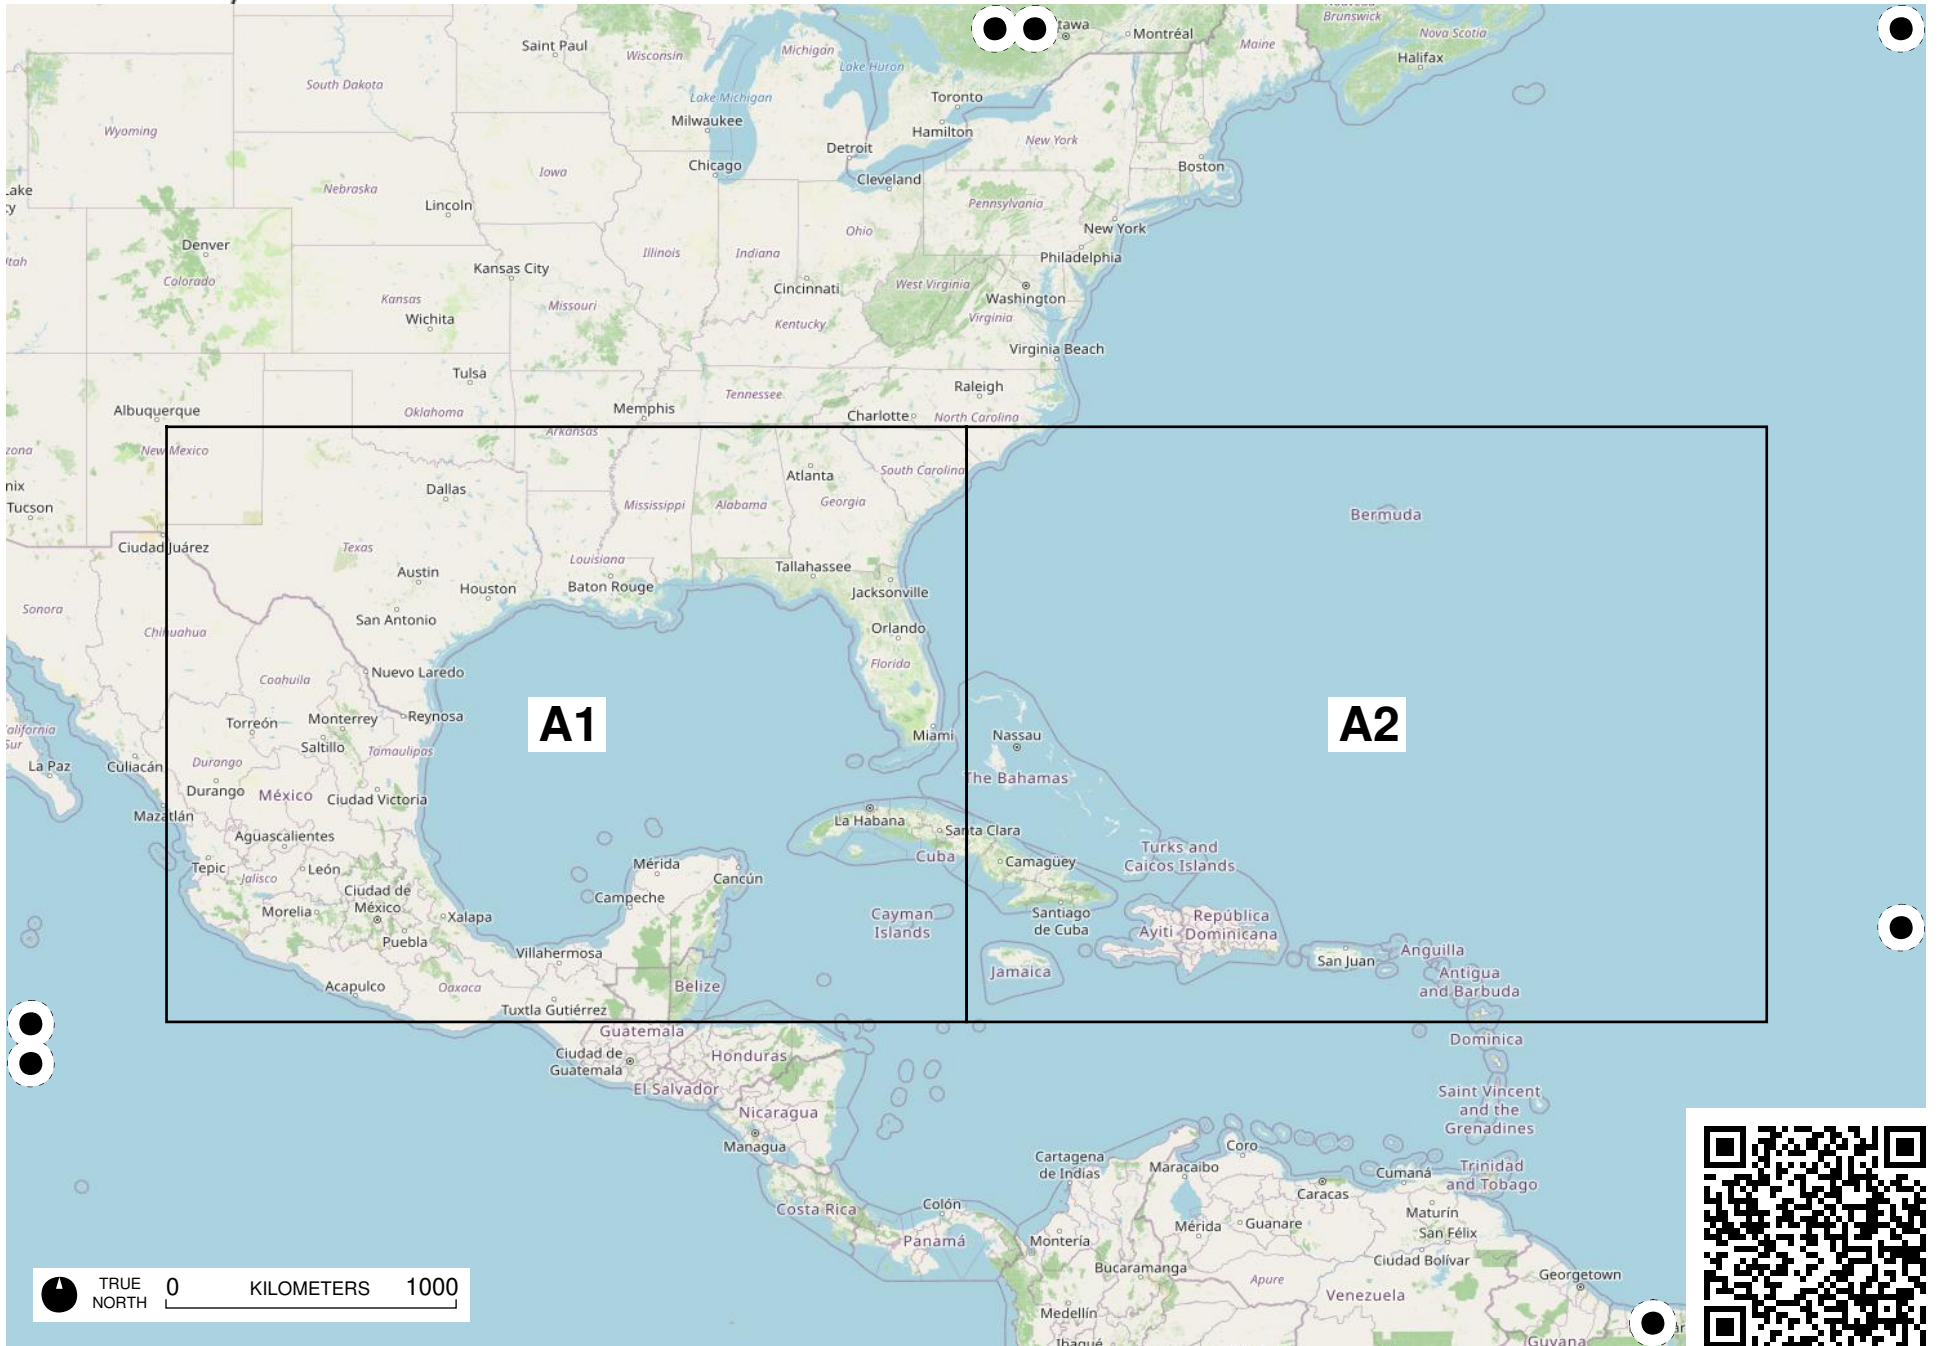 Saint Paul
Wisconsin
Michigan
Lake Huron
tawa
Montréal
Maine
Brunswick
Nova Scotia
Halifax
South Dakota
Lake Michigan
Toronto
Wyoming
Milwaukee
Hamilton
New York
Detroit
Chicago
Cleveland
Boston
Iowa
Lake
Nebraska
Lincoln
Pennsylvania
New York
Ohio
Denver
Illinois
Indiana
Philadelphia
Utah
Colorado
Kansas City
Cincinnati
West Virginia
Washington
Kansas
Missouri
Wichita
Kentucky
Virginia
Virginia Beach
Tulsa
Raleigh
Tennessee
Albuquerque
Oklahoma
Memphis
Charlotte
North Carolina
Arkansas
New Mexico
zona
South Carolina
Atlanta
nix
Dallas
Mississippi
Alabama
Georgia
Tucson
Bermuda
Ciudad Juárez
Texas
Louisiana
Austin
Houston
Baton Rouge
Tallahassee
Jacksonville
Sonora
San Antonio
Chihuahua
Orlando
Florida
Nuevo Laredo
Coahuila
Torreón
Monterrey
Reynosa
A1
A2
alifornia
Sur
Saltillo
Tamaulipas
Miami
Nassau
La Paz
Culiacán
Durango
The Bahamas
Durango
México
Ciudad Victoria
Mazatlán
La Habana
Santa Clara
Aguascalientes
Cuba
Camagüey
Turks and
Caicos Islands
Tepic
León
Jalisco
Mérida
Cancún
Ciudad de
México
Campeche
Morelia
Xalapa
Cayman
Islands
Santiago
de Cuba
Ayiti
República
Dominicana
Puebla
Villahermosa
San Juan
Anguilla
Jamaica
Antigua
and Barbuda
Acapulco
Oaxaca
Belize
Tuxtla Gutiérrez
Guatemala
Dominica
Ciudad de
Guatemala
Honduras
El Salvador
Saint Vincent
and the
Grenadines
Nicaragua
Managua
Cartagena
de Indias
Maracaibo
Coro
Cumaná
Trinidad
and Tobago
Caracas
Costa Rica
Colón
Maturín
Mérida
Guanare
San Félix
Panamá
Montería
Ciudad Bolívar
Bucaramanga
Apure
Georgetown
Venezuela
Medellín
Ibagué
Guyana
TRUE
NORTH
0 KILOMETERS 1000